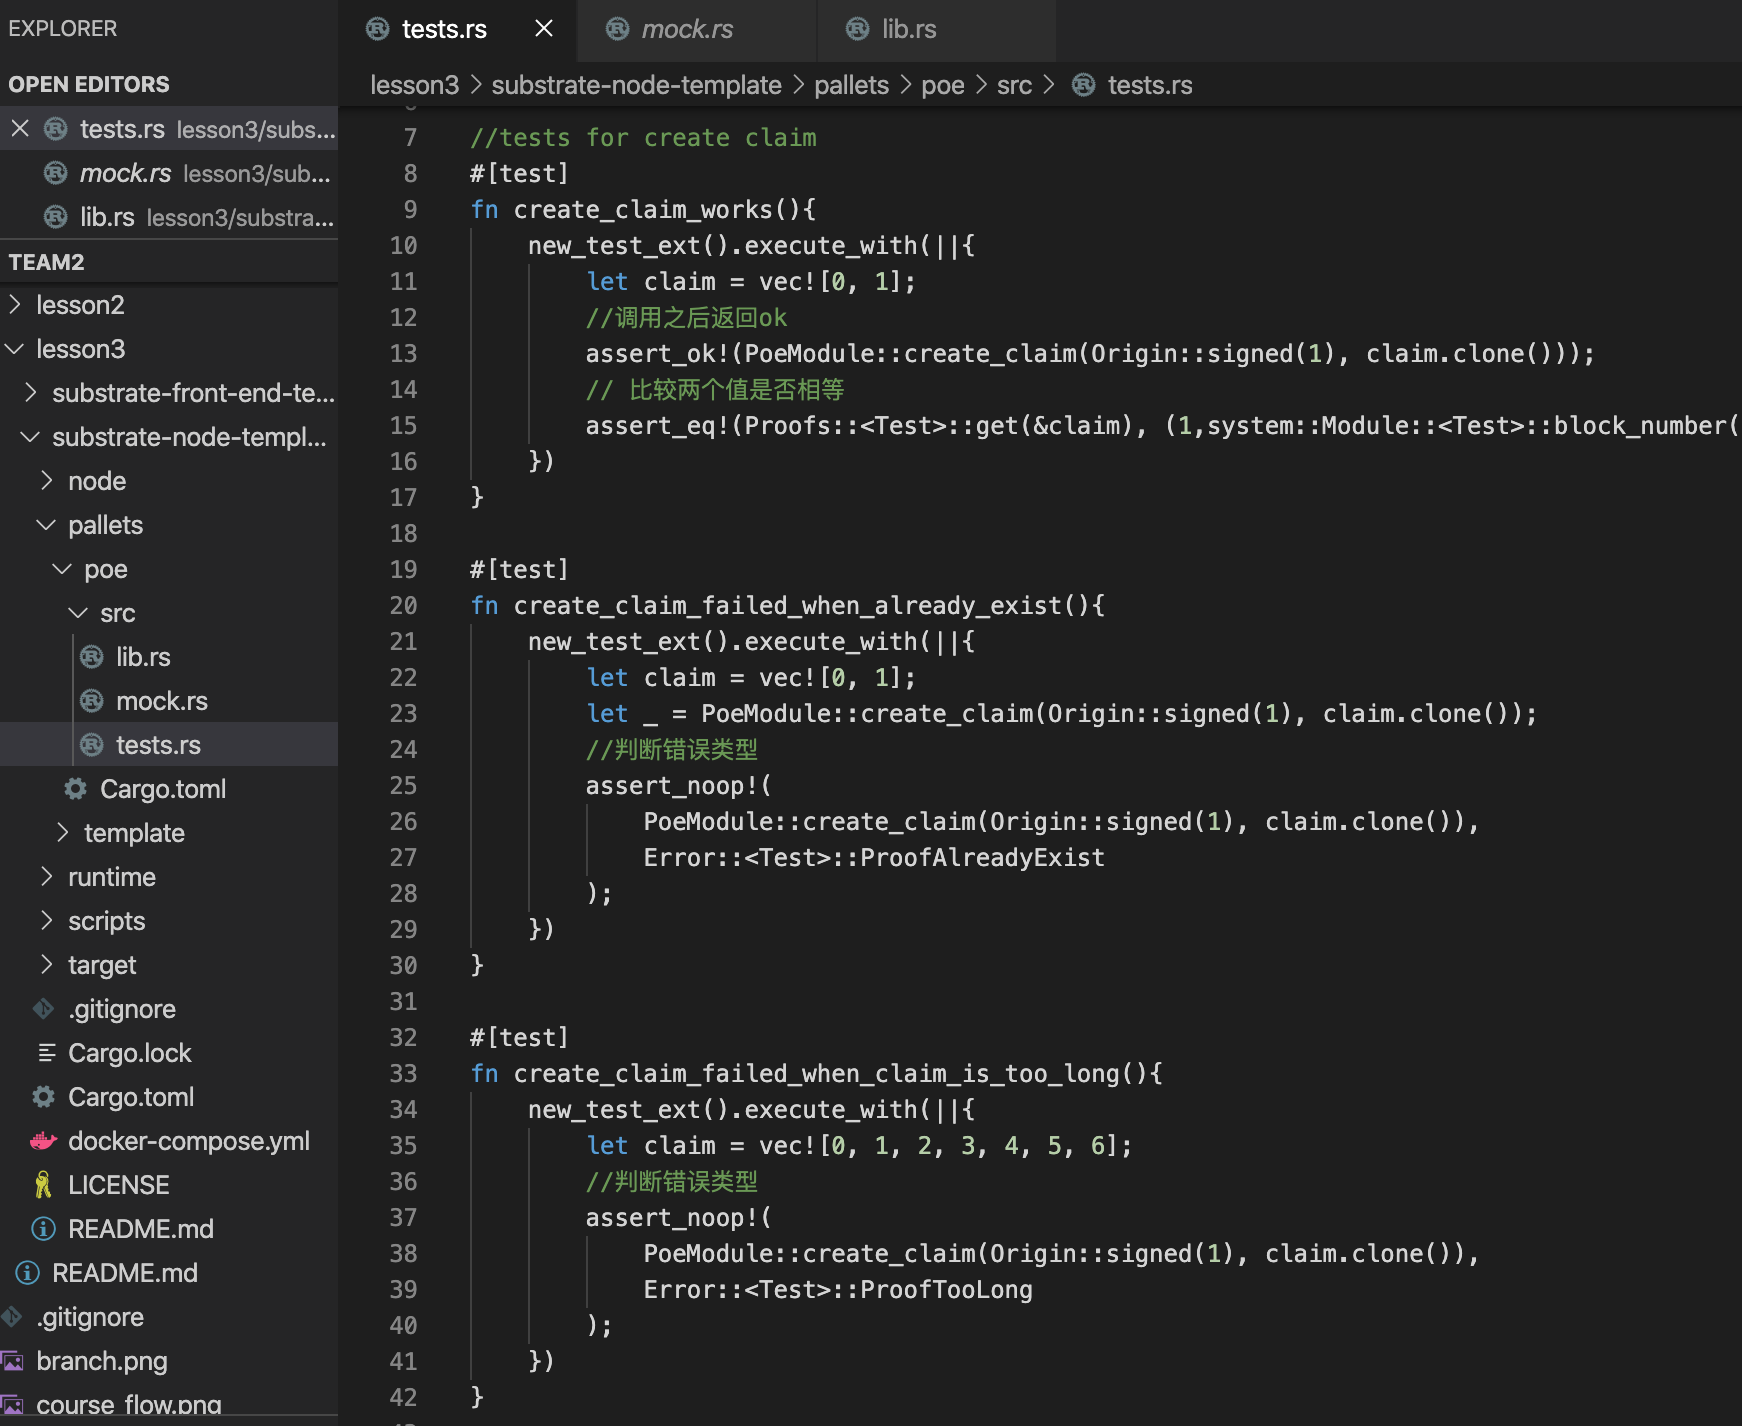 EXPLORER
OPEN EDITORS
tests.rs lesson3/subs...
mock.rs lesson3/sub...
lib.rs lesson3/substra...
TEAM2
lesson2
lesson3
substrate-front-end-te...
substrate-node-templ...
node
pallets
poe
src
lib.rs
mock.rs
tests.rs
Cargo.toml
template
runtime
scripts
target
.gitignore
Cargo.lock
Cargo.toml
docker-compose.yml
LICENSE
README.md
README.md
.gitignore
branch.png
course_flow.png
tests.rs
mock.rs
lib.rs
lesson3 > substrate-node-template > pallets > poe > src > tests.rs
7 //tests for create claim
8 #[test]
9 fn create_claim_works(){
10 new_test_ext().execute_with(||{
11 let claim = vec![0, 1];
12 //调用之后返回ok
13 assert_ok!(PoeModule::create_claim(Origin::signed(1), claim.clone()));
14 // 比较两个值是否相等
15 assert_eq!(Proofs::<Test>::get(&claim), (1,system::Module::<Test>::block_number(
16 })
17 }
18
19 #[test]
20 fn create_claim_failed_when_already_exist(){
21 new_test_ext().execute_with(||{
22 let claim = vec![0, 1];
23 let _ = PoeModule::create_claim(Origin::signed(1), claim.clone());
24 //判断错误类型
25 assert_noop!(
26 PoeModule::create_claim(Origin::signed(1), claim.clone()),
27 Error::<Test>::ProofAlreadyExist
28 );
29 })
30 }
31
32 #[test]
33 fn create_claim_failed_when_claim_is_too_long(){
34 new_test_ext().execute_with(||{
35 let claim = vec![0, 1, 2, 3, 4, 5, 6];
36 //判断错误类型
37 assert_noop!(
38 PoeModule::create_claim(Origin::signed(1), claim.clone()),
39 Error::<Test>::ProofTooLong
40 );
41 })
42 }